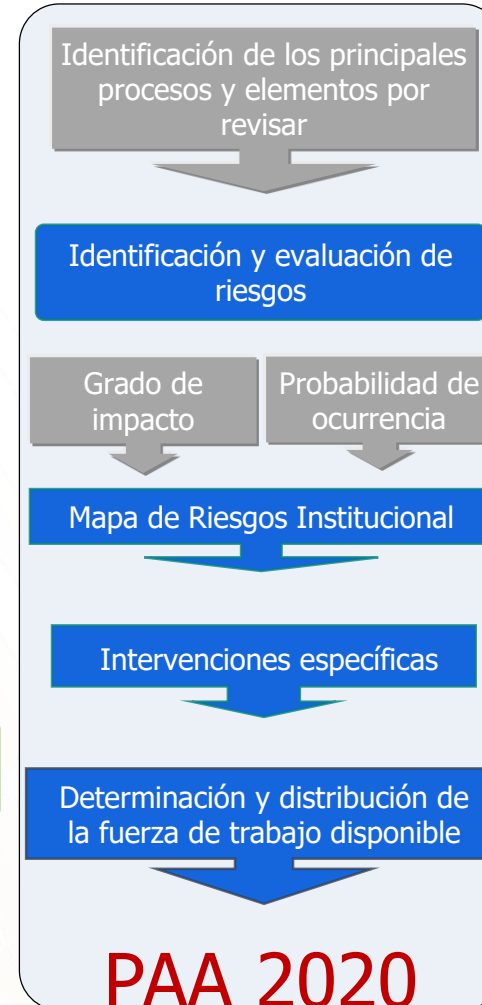 Identificación de los principales
procesos y elementos por
revisar
Identificación y evaluación de
riesgos
Grado de
impacto
Probabilidad de
ocurrencia
Mapa de Riesgos Institucional
Intervenciones específicas
Determinación y distribución de
la fuerza de trabajo disponible
PAA 2020